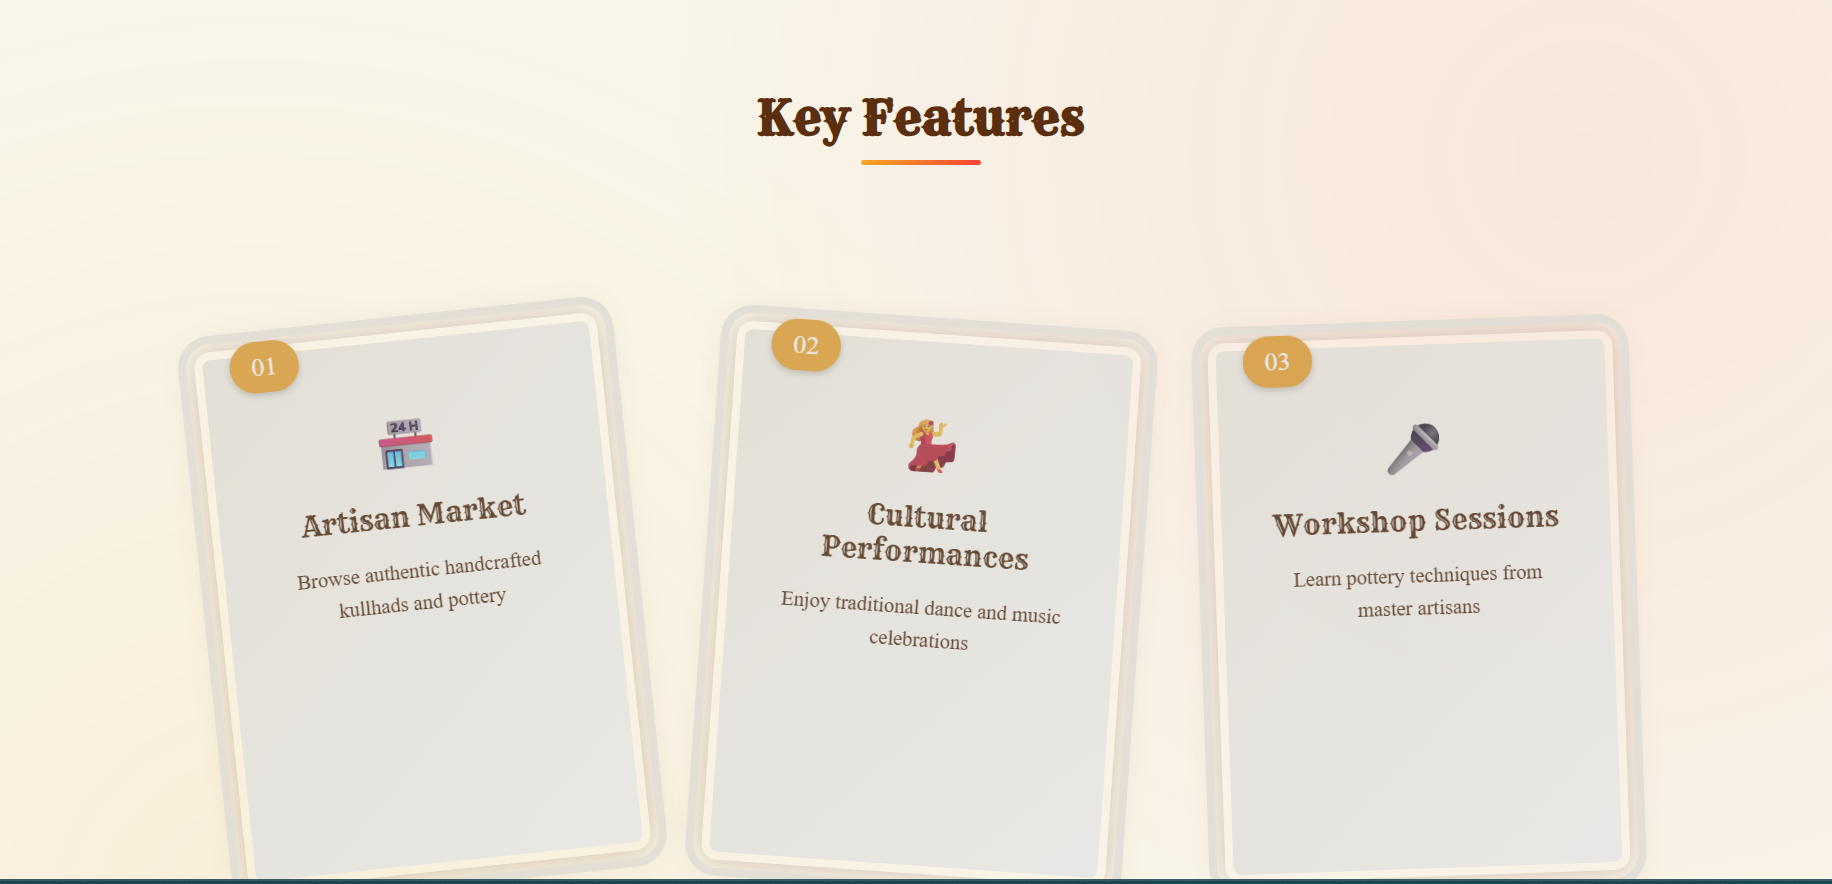 Key Features
01
24 H
Artisan Market
Browse authentic handcrafted
kullhads and pottery
02
Cultural
Performances
Enjoy traditional dance and music
celebrations
03
Workshop Sessions
Learn pottery techniques from
master artisans